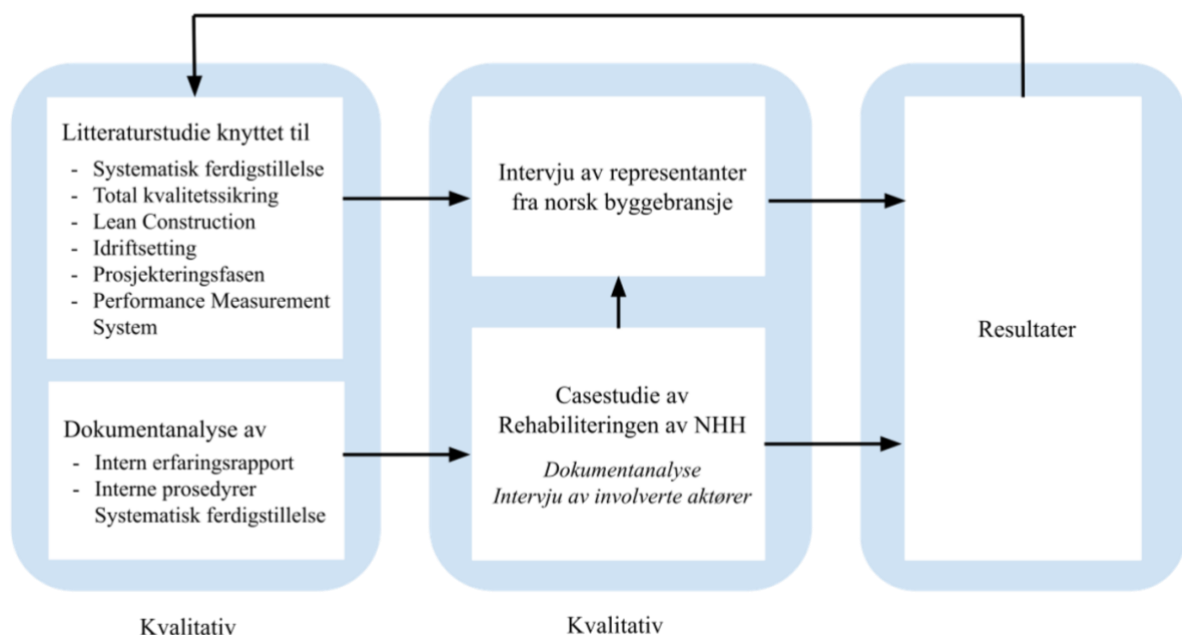 Litteraturstudie knyttet til
- Systematisk ferdigstillelse
- Total kvalitetssikring
- Lean Construction
- Idriftsetting
- Prosjekteringsfasen
- Performance Measurement
System
Dokumentanalyse av
- Intern erfaringsrapport
- Interne prosedyrer
Systematisk ferdigstillelse
Kvalitativ
Intervju av representanter
fra norsk byggebransje
Casestudie av
Rehabiliteringen av NHH
Dokumentanalyse
Intervju av involverte aktører
Kvalitativ
Resultater